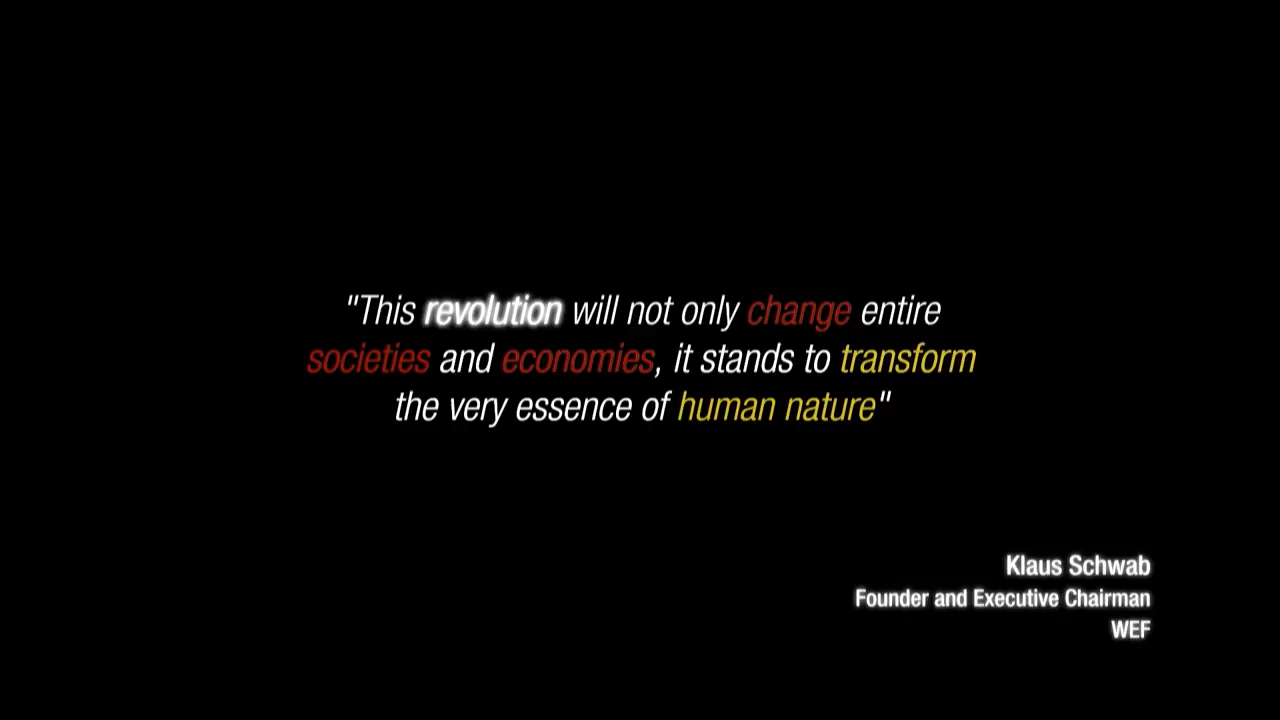 "This revolution will not only change entire
societies and economies, it stands to transform
the very essence of human nature"
Klaus Schwab
Founder and Executive Chairman
WEF